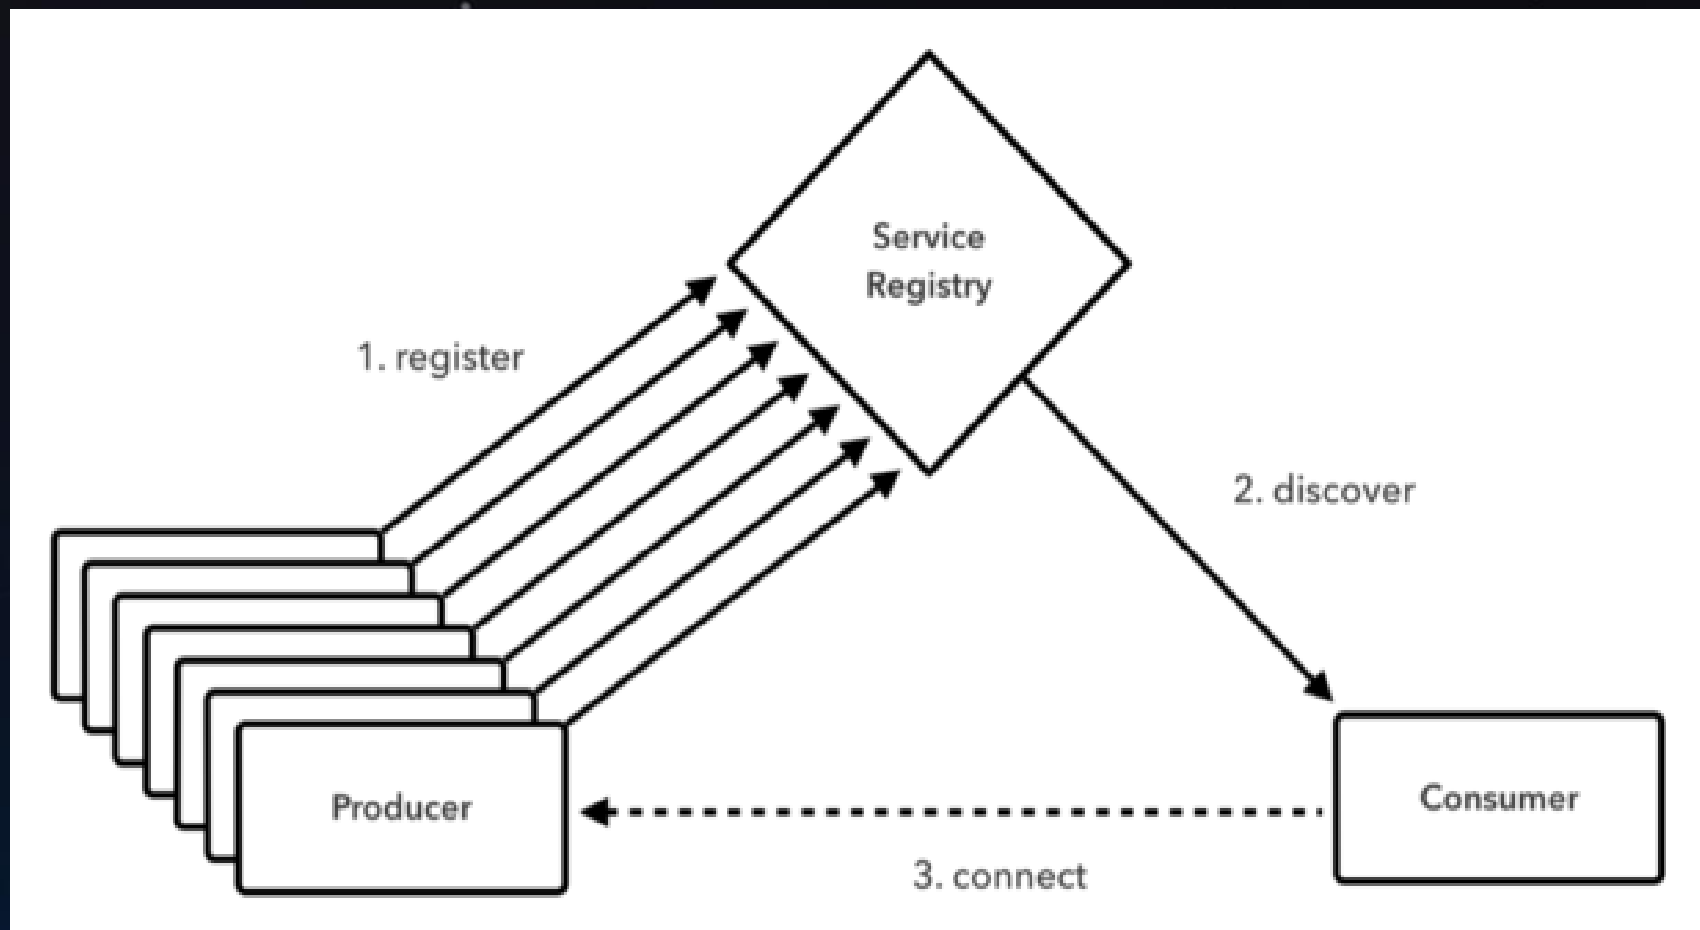 Service
Registry
1. register
2. discover
Producer
Consumer
3. connect